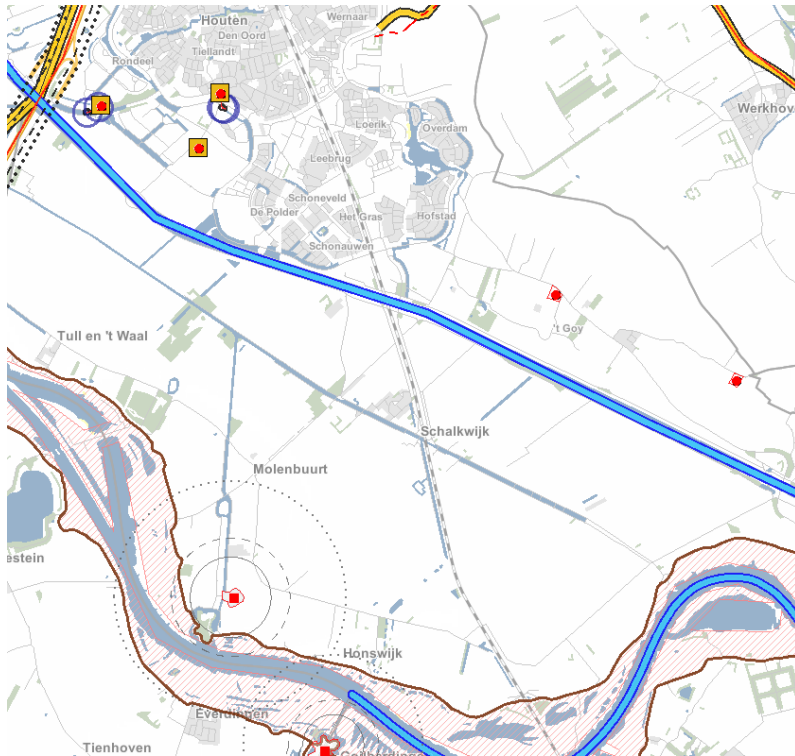 Wernaar
Houten
Den Oord
Tiellandt
Rondeel
Werkhov
Loerik
Overdam
Leebrug
Schoneveld
De Polder
Het Gras
Hofstad
Schonauwen
't Goy
Tull en 't Waal
Schalkwijk
Molenbuurt
estein
Honswijk
Everdingen
Tienhoven